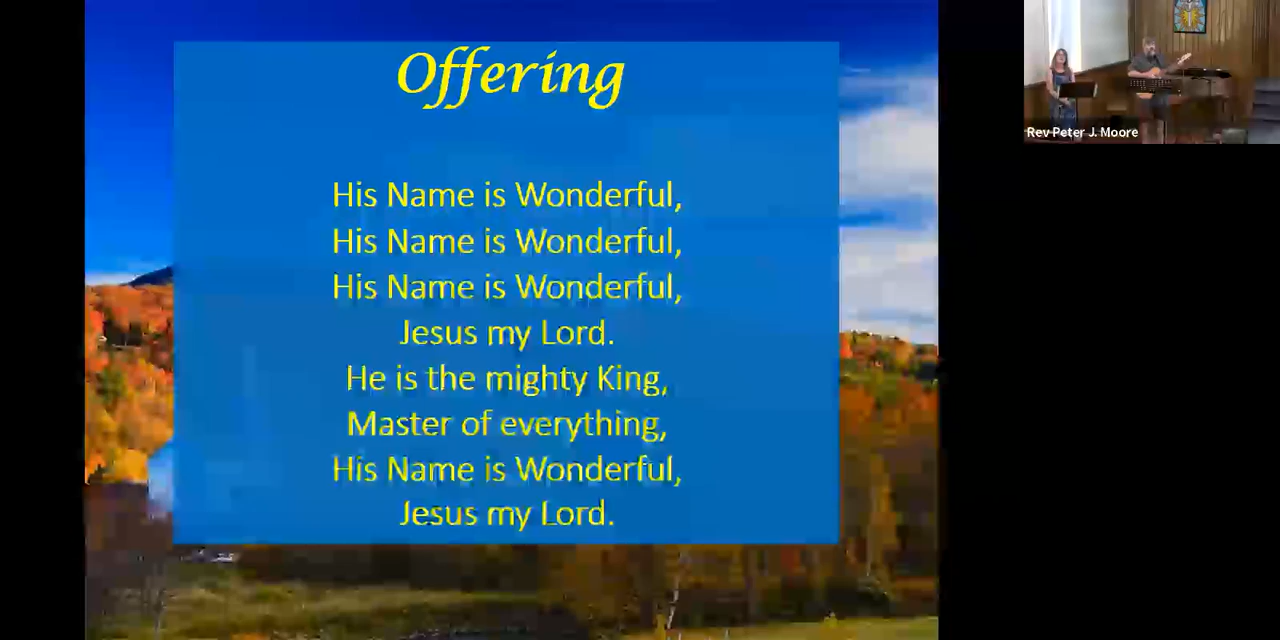 Offering
His Name is Wonderful,
His Name is Wonderful,
His Name is Wonderful,
Jesus my Lord.
He is the mighty King,
Master of everything,
His Name is Wonderful,
Jesus my Lord.
Rev Peter J. Moore